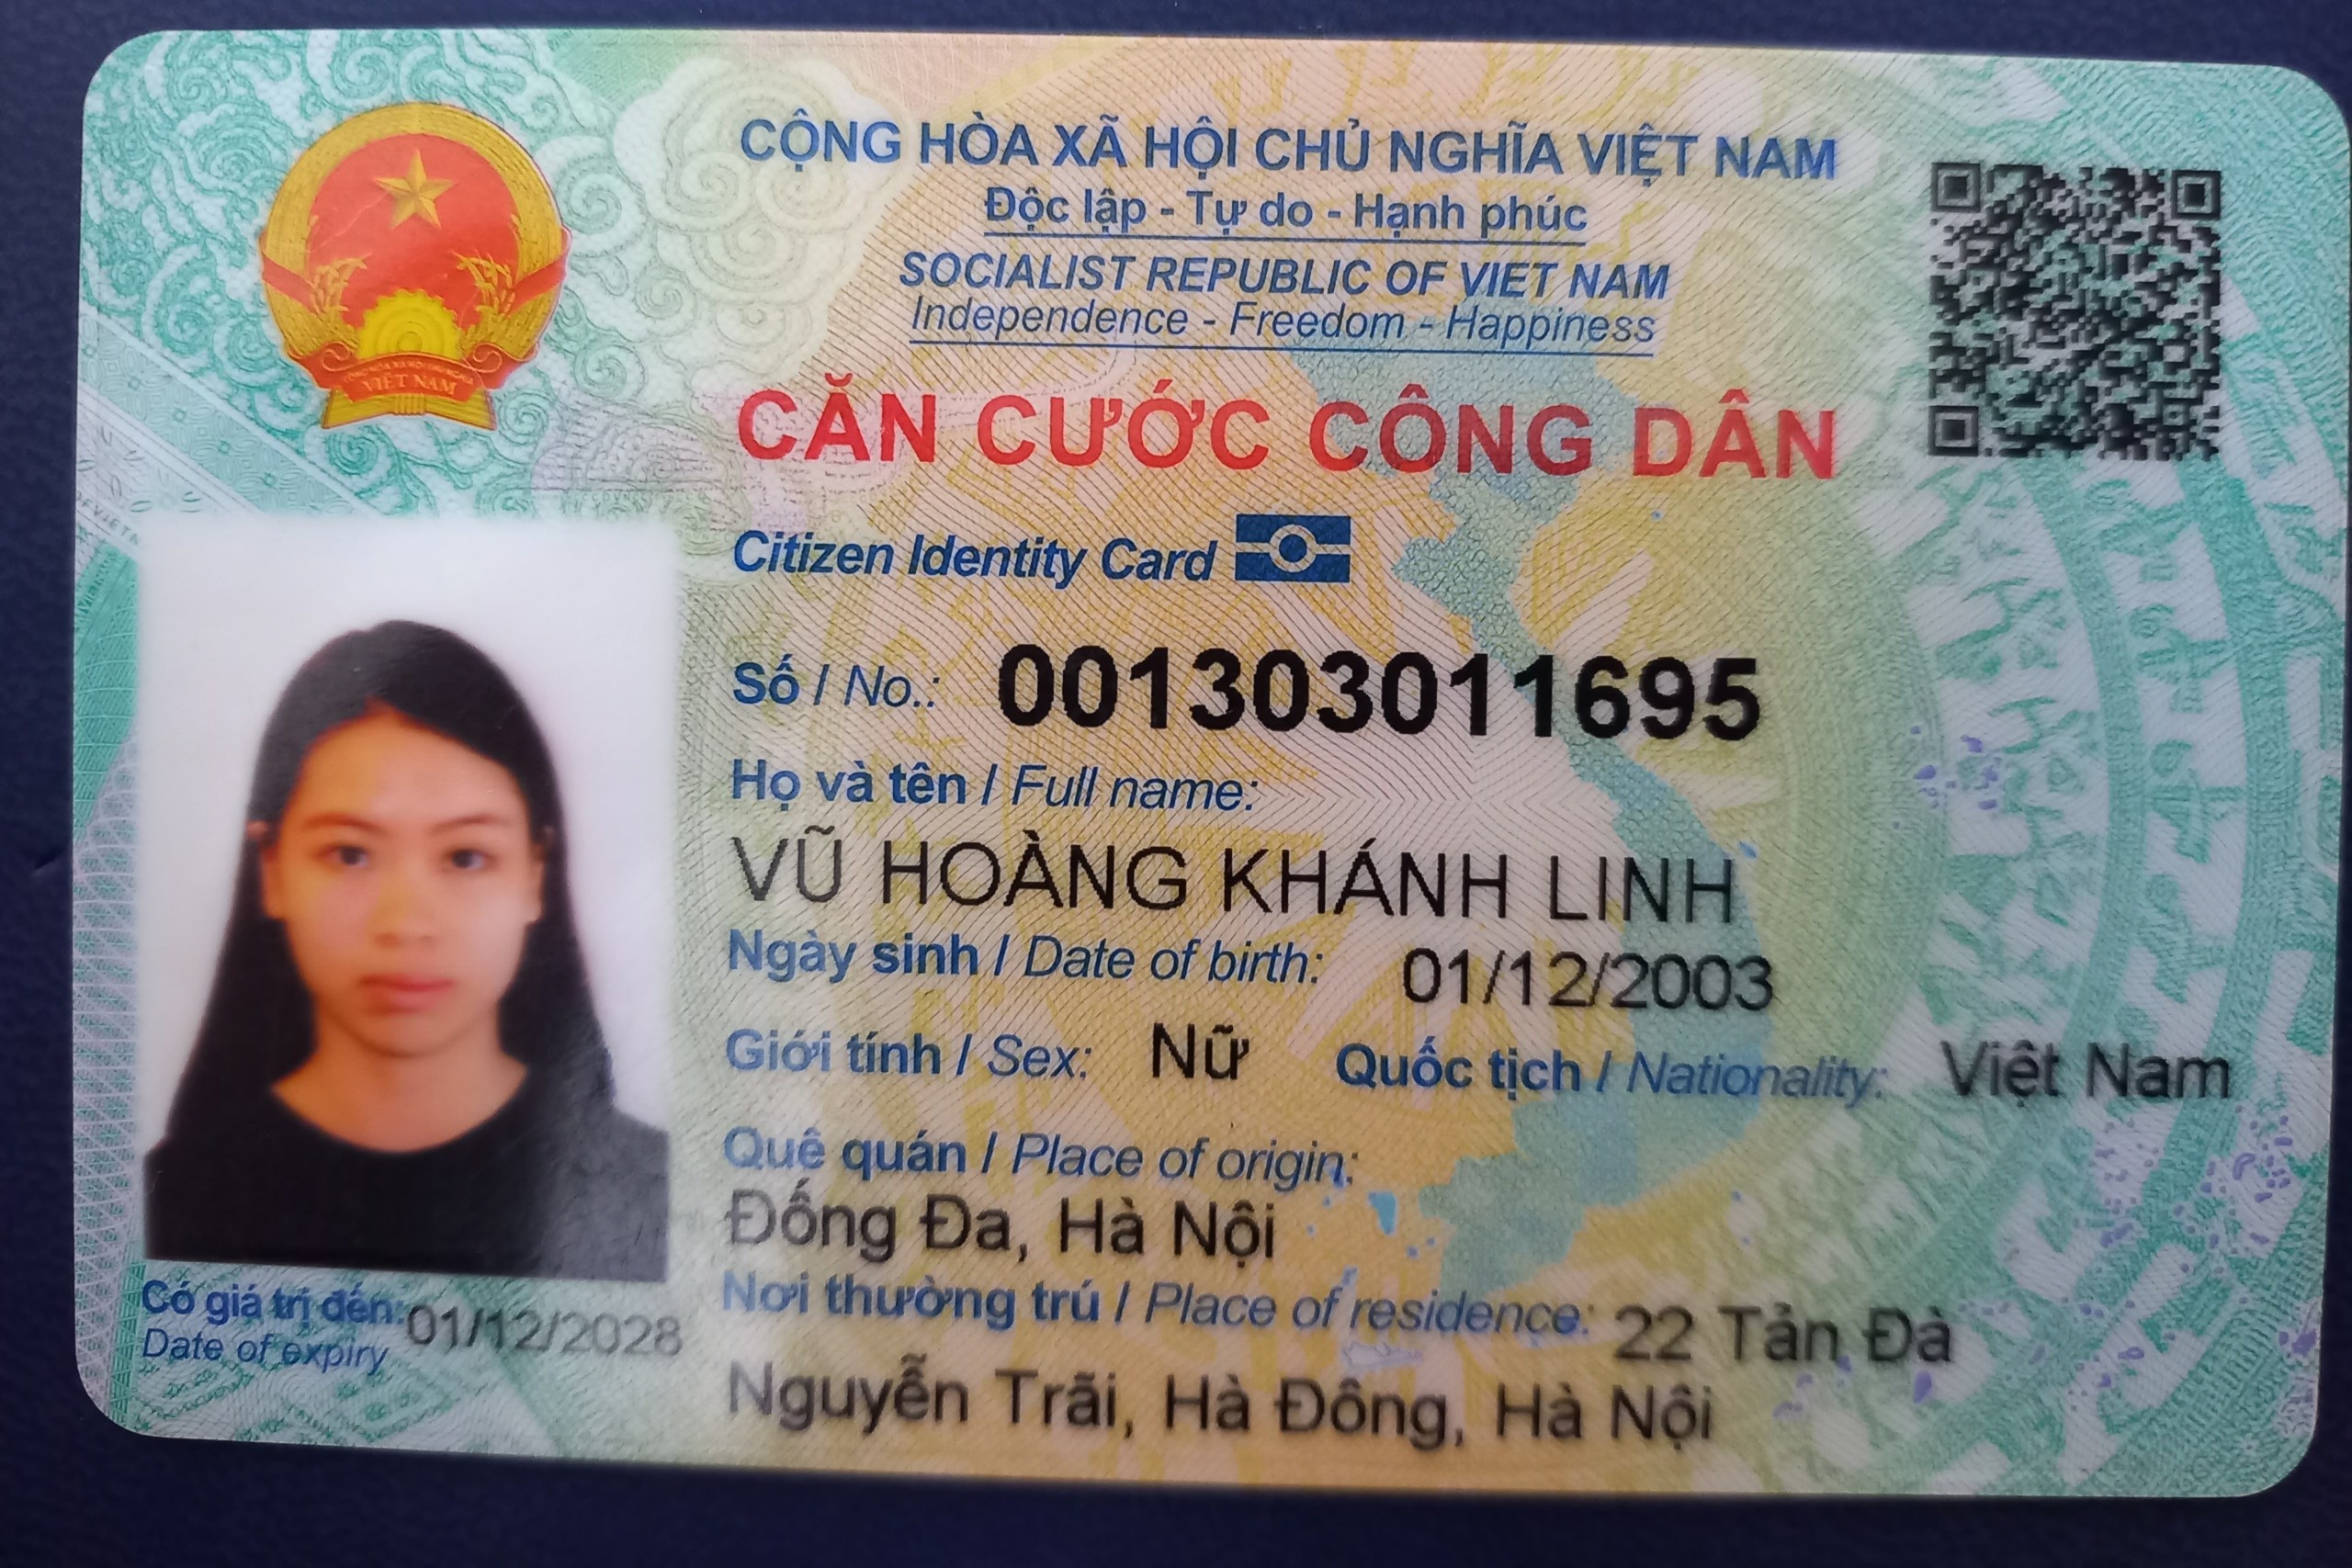 CỘNG HÒA XÃ HỘI CHỦ NGHĨA VIỆT NAM
Độc lập - Tự do - Hạnh phúc
SOCIALIST REPUBLIC OF VIET NAM
Independence - Freedom - Happiness
VIỆT NAM
CĂN CƯỚC CÔNG DÂN
Citizen Identity Card
Số / No.: 001303011695
Họ và tên / Full name:
VŨ HOÀNG KHÁNH LINH
Ngày sinh / Date of birth: 01/12/2003
Giới tính / Sex: Nữ Quốc tịch / Nationality: Việt Nam
Quê quán / Place of origin:
Đống Đa, Hà Nội
Nơi thường trú / Place of residence: 22 Tản Đà
Nguyễn Trãi, Hà Đông, Hà Nội
Có giá trị đến: 01/12/2028
Date of expiry